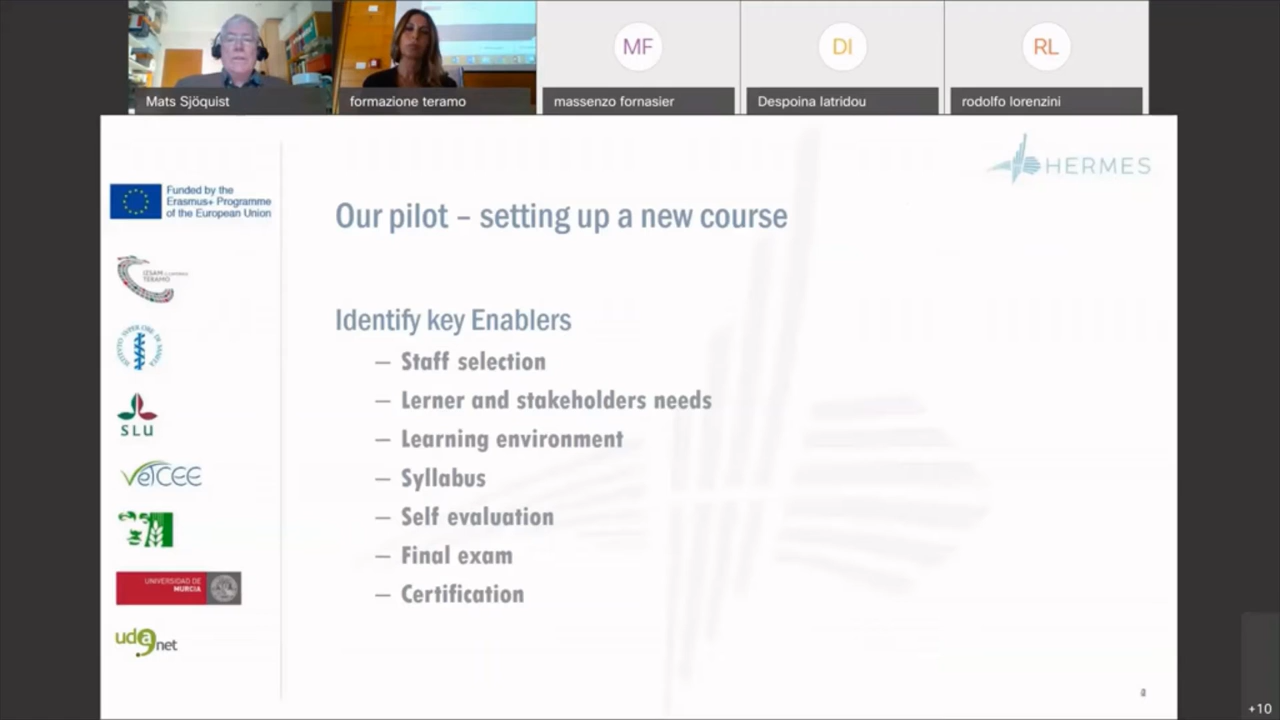 MF
DI
RL
Mats Sjöquist
formazione teramo
massenzo fornasier
Despoina Iatridou
rodolfo lorenzini
HERMES
Funded by the
Erasmus+ Programme
of the European Union
Our pilot – setting up a new course
Identify key Enablers
– Staff selection
– Lerner and stakeholders needs
– Learning environment
– Syllabus
– Self evaluation
– Final exam
– Certification
TERAMO
SLU
VetCEE
UNIVERSIDAD DE
MURCIA
udanet
+10